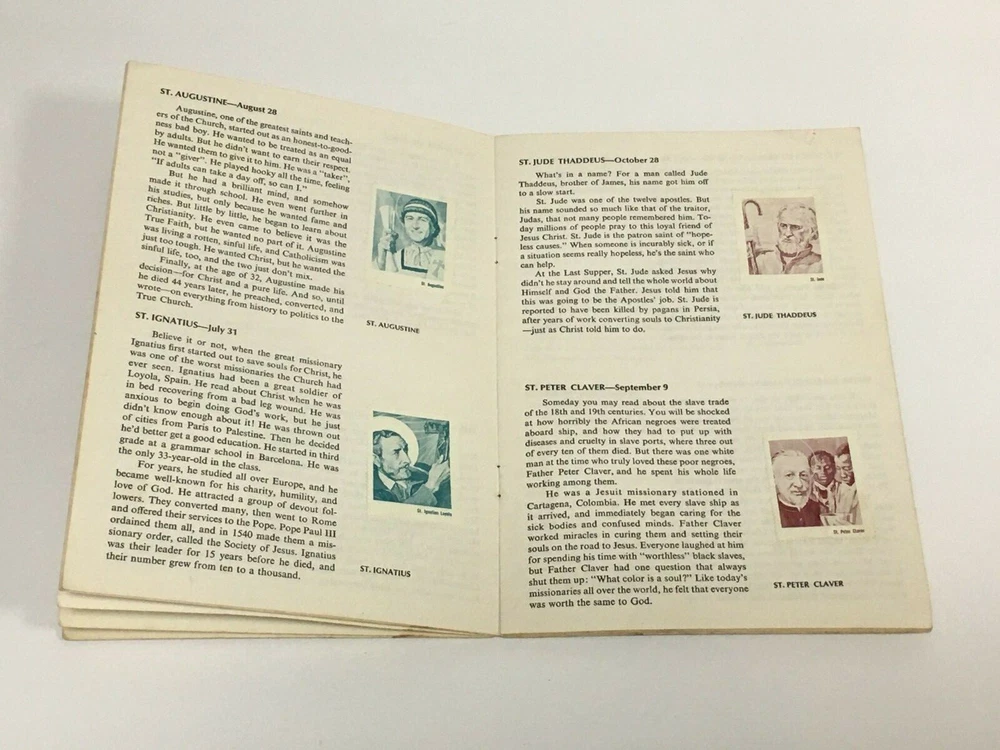 ST. AUGUSTINE—August 28
Augustine, one of the greatest saints and teach-
ers of the Church, started out as an honest-to-good-
ness bad boy. He wanted to be treated as an equal
by adults. But he didn't want to earn their respect.
He wanted them to give it to him. He was a "taker",
not a "giver". He played hooky all the time, feeling
"If adults can take a day off, so can I."
But he had a brilliant mind, and somehow
made it through school. He even went further in
his studies, but only because he wanted fame and
riches. But little by little, he began to learn about
Christianity. He even came to believe it was the
True Faith, but he wanted no part of it. Augustine
was living a rotten, sinful life, and Catholicism was
just too tough. He wanted Christ, but he wanted the
sinful life, too, and the two just don't mix.
Finally, at the age of 32, Augustine made his
decision—for Christ and a pure life. And so, until
he died 44 years later, he preached, converted, and
wrote—on everything from history to politics to the
True Church.
St. Augustine
ST. AUGUSTINE
ST. IGNATIUS—July 31
Believe it or not, when the great missionary
Ignatius first started out to save souls for Christ, he
was one of the worst missionaries the Church had
ever seen. Ignatius had been a great soldier of
Loyola, Spain. He read about Christ when he was
in bed recovering from a bad leg wound. He was
anxious to begin doing God's work, but he just
didn't know enough about it! He was thrown out
of cities from Paris to Palestine. Then he decided
he'd better get a good education. He started in third
grade at a grammar school in Barcelona. He was
the only 33-year-old in the class.
For years, he studied all over Europe, and he
became well-known for his charity, humility, and
love of God. He attracted a group of devout fol-
lowers. They converted many, then went to Rome
and offered their services to the Pope. Pope Paul III
ordained them all, and in 1540 made them a mis-
sionary order, called the Society of Jesus. Ignatius
was their leader for 15 years before he died, and
their number grew from ten to a thousand.
St. Ignatius Loyola
ST. IGNATIUS
ST. JUDE THADDEUS—October 28
What's in a name? For a man called Jude
Thaddeus, brother of James, his name got him off
to a slow start.
St. Jude was one of the twelve apostles. But
his name sounded so much like that of the traitor,
Judas, that not many people remembered him. To-
day millions of people pray to this loyal friend of
Jesus Christ. St. Jude is the patron saint of "hope-
less causes." When someone is incurably sick, or if
a situation seems really hopeless, he's the saint who
can help.
At the Last Supper, St. Jude asked Jesus why
didn't he stay around and tell the whole world about
Himself and God the Father. Jesus told him that
this was going to be the Apostles' job. St. Jude is
reported to have been killed by pagans in Persia,
after years of work converting souls to Christianity
—just as Christ told him to do.
St. Jude
ST. JUDE THADDEUS
ST. PETER CLAVER—September 9
Someday you may read about the slave trade
of the 18th and 19th centuries. You will be shocked
at how horribly the African negroes were treated
aboard ship, and how they had to put up with
diseases and cruelty in slave ports, where three out
of every ten of them died. But there was one white
man at the time who truly loved these poor negroes,
Father Peter Claver, and he spent his whole life
working among them.
He was a Jesuit missionary stationed in
Cartagena, Colombia. He met every slave ship as
it arrived, and immediately began caring for the
sick bodies and confused minds. Father Claver
worked miracles in curing them and setting their
souls on the road to Jesus. Everyone laughed at him
for spending his time with "worthless" black slaves,
but Father Claver had one question that always
shut them up: "What color is a soul?" Like today's
missionaries all over the world, he felt that everyone
was worth the same to God.
St. Peter Claver
ST. PETER CLAVER